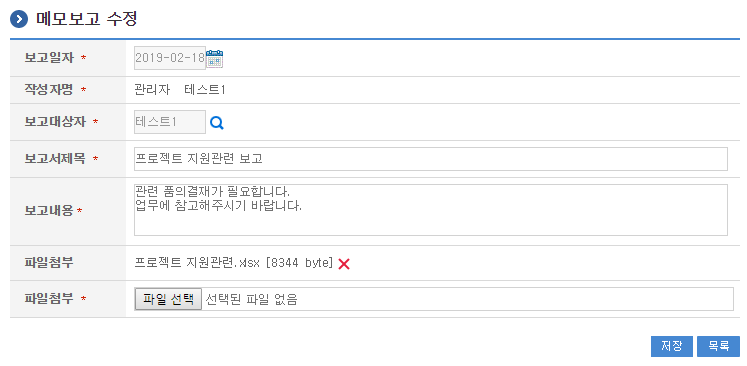 메모보고 수정
보고일자 * 2019-02-18
작성자명 * 관리자 테스트1
보고대상자 * 테스트1
보고서제목 * 프로젝트 지원관련 보고
보고내용 * 관련 품의결재가 필요합니다.
업무에 참고해주시기 바랍니다.
파일첨부 프로젝트 지원관련.xlsx [8344 byte]
파일첨부 * 파일 선택 선택된 파일 없음
저장 목록